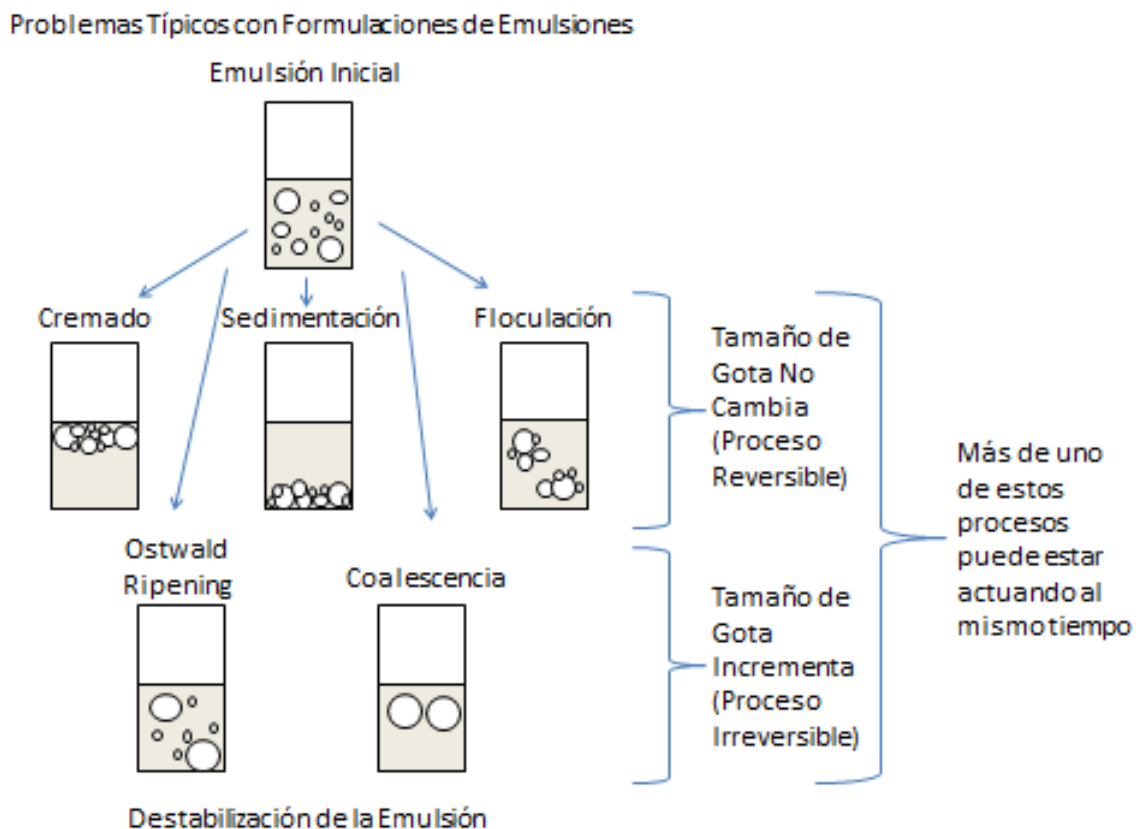 Problemas Típicos con Formulaciones de Emulsiones
Emulsión Inicial
Cremado
Sedimentación
Floculación
Tamaño de
Gota No
Cambia
(Proceso
Reversible)
Más de uno
de estos
procesos
puede estar
actuando al
mismo tiempo
Ostwald
Ripening
Coalescencia
Tamaño de
Gota
Incrementa
(Proceso
Irreversible)
Destabilización de la Emulsión